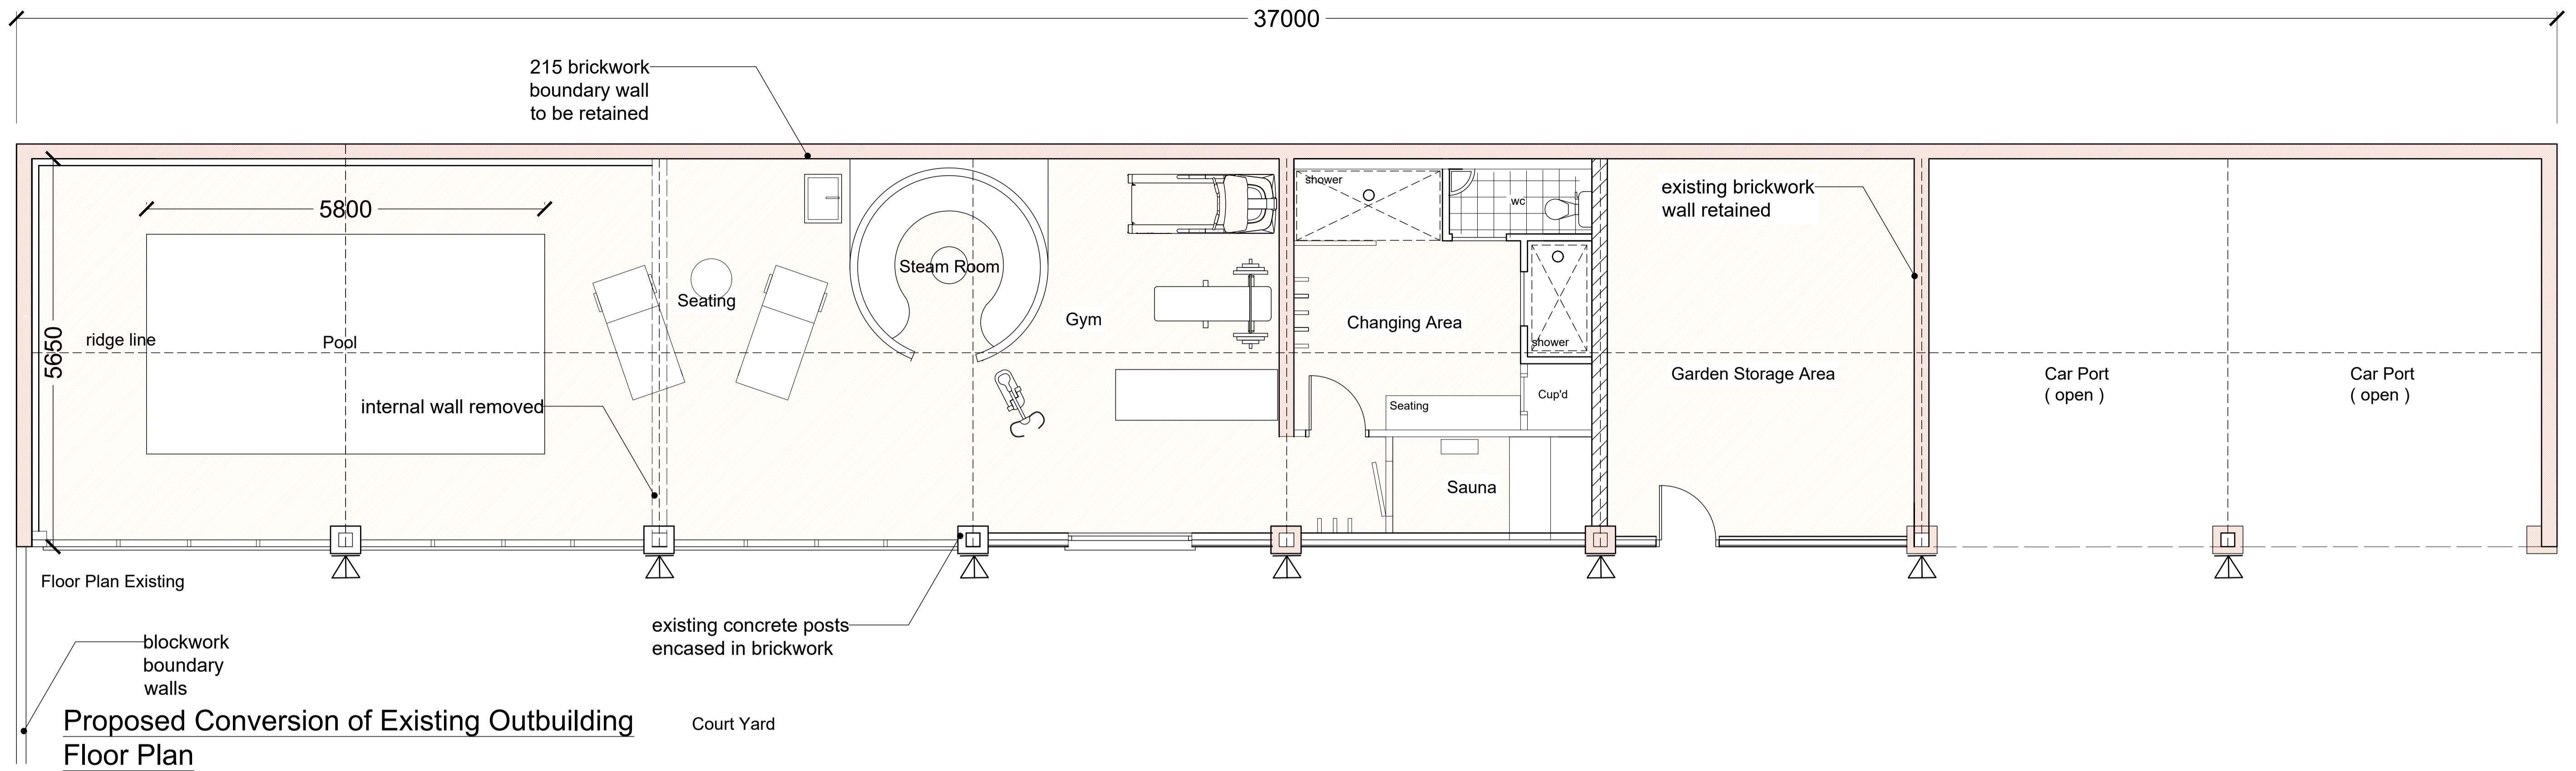 37000
215 brickwork
boundary wall
to be retained
shower
wc
existing brickwork
wall retained
5800
Steam Room
Seating
Gym
Changing Area
ridge line
Pool
shower
5650
internal wall removed
Seating
Cup'd
Garden Storage Area
Car Port
( open )
Car Port
( open )
Sauna
Floor Plan Existing
existing concrete posts
encased in brickwork
blockwork
boundary
walls
Proposed Conversion of Existing Outbuilding
Floor Plan
Court Yard